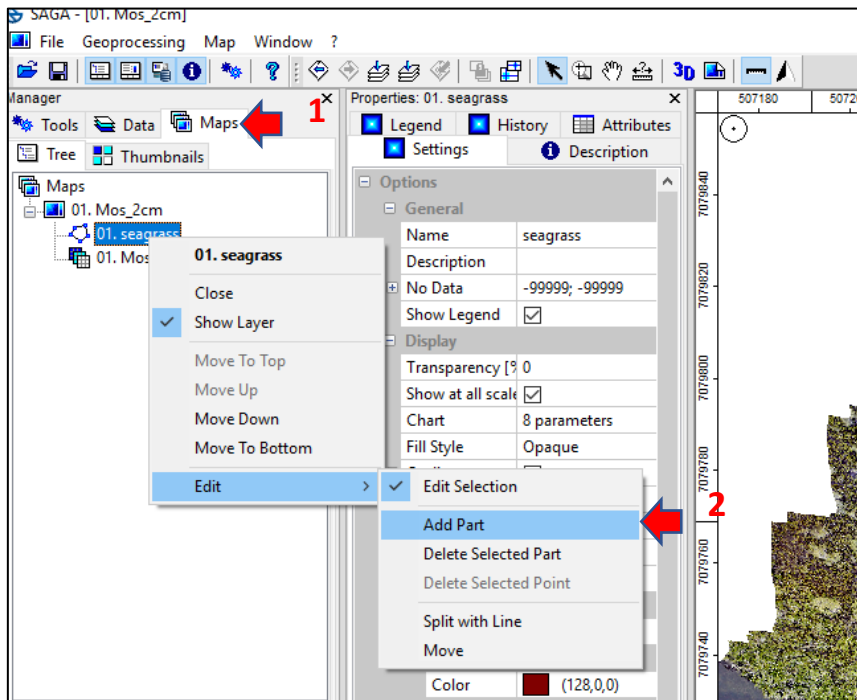 SAGA - [01. Mos_2cm]
File Geoprocessing Map Window ?
3D
Manager
1
Tools Data Maps
Tree Thumbnails
Maps
01. Mos_2cm
01. seagrass
01. Mos
01. seagrass
Close
Show Layer
Move To Top
Move Up
Move Down
Move To Bottom
Edit
Edit Selection
Add Part
Delete Selected Part
Delete Selected Point
Split with Line
Move
2
Properties: 01. seagrass
Legend History Attributes
Settings Description
Options
General
Name seagrass
Description
No Data -99999; -99999
Show Legend
Display
Transparency [% 0
Show at all scale
Chart 8 parameters
Fill Style Opaque
Color (128,0,0)
507180 5072
7079840
7079820
7079800
7079780
7079760
7079740